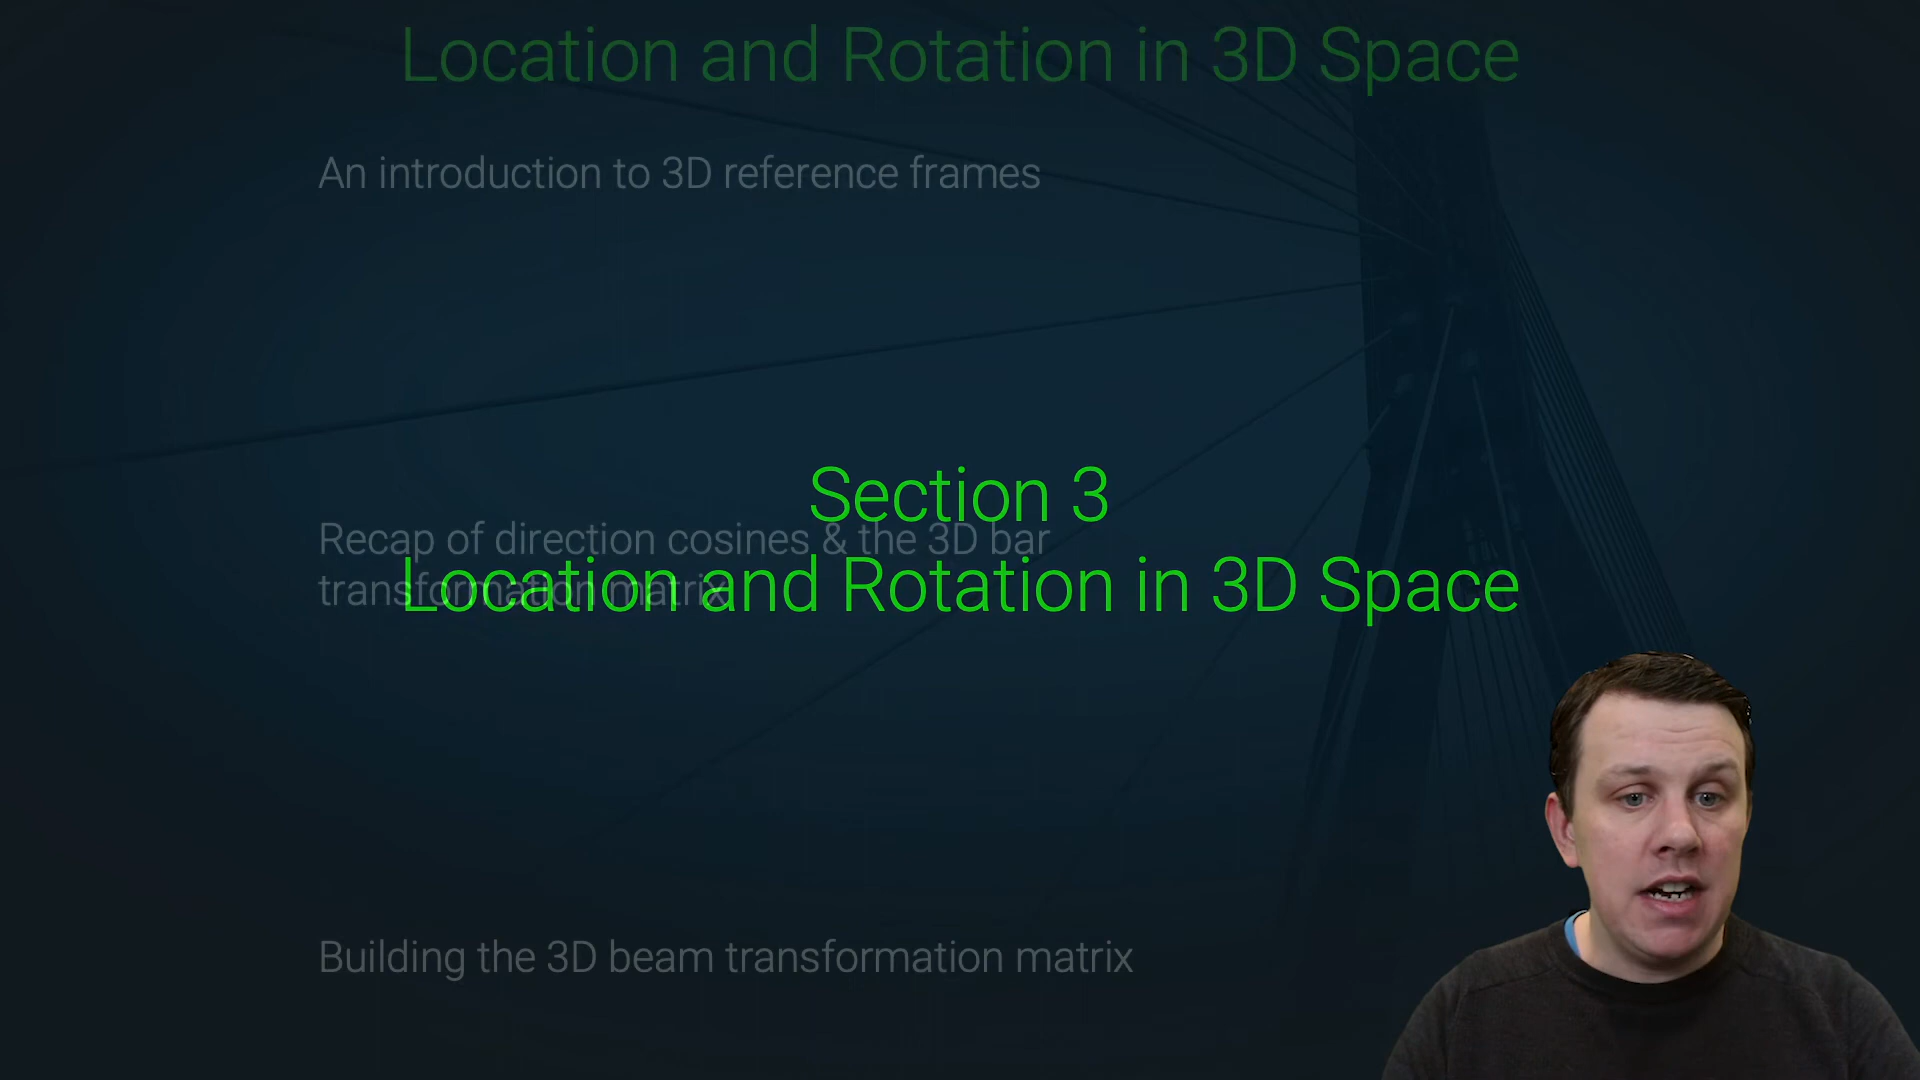 Location and Rotation in 3D Space
An introduction to 3D reference frames
Section 3
Recap of direction cosines & the 3D bar
transformation matrix
Location and Rotation in 3D Space
Building the 3D beam transformation matrix